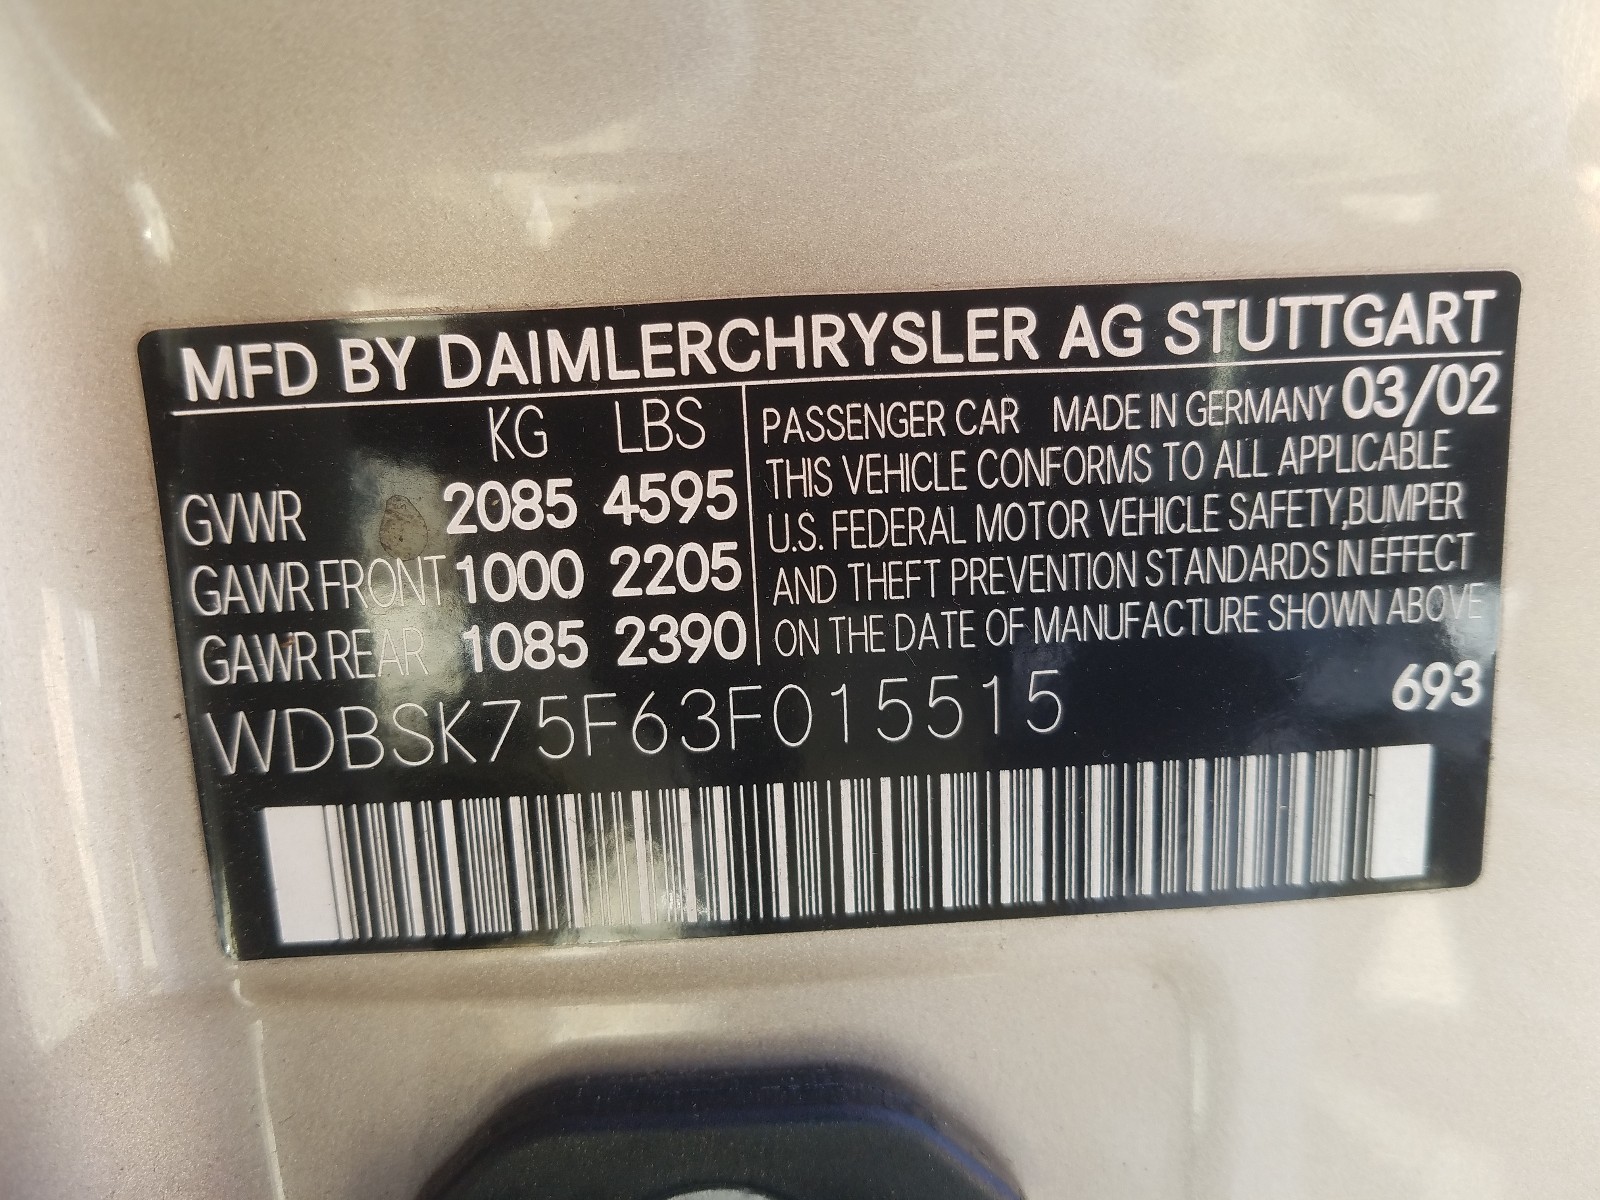 MFD BY DAIMLERCHRYSLER AG STUTTGART
KG LBS
GVWR 2085 4595
GAWR FRONT 1000 2205
GAWR REAR 1085 2390
PASSENGER CAR MADE IN GERMANY 03/02
THIS VEHICLE CONFORMS TO ALL APPLICABLE
U.S. FEDERAL MOTOR VEHICLE SAFETY,BUMPER
AND THEFT PREVENTION STANDARDS IN EFFECT
ON THE DATE OF MANUFACTURE SHOWN ABOVE
WDBSK75F63F015515
693